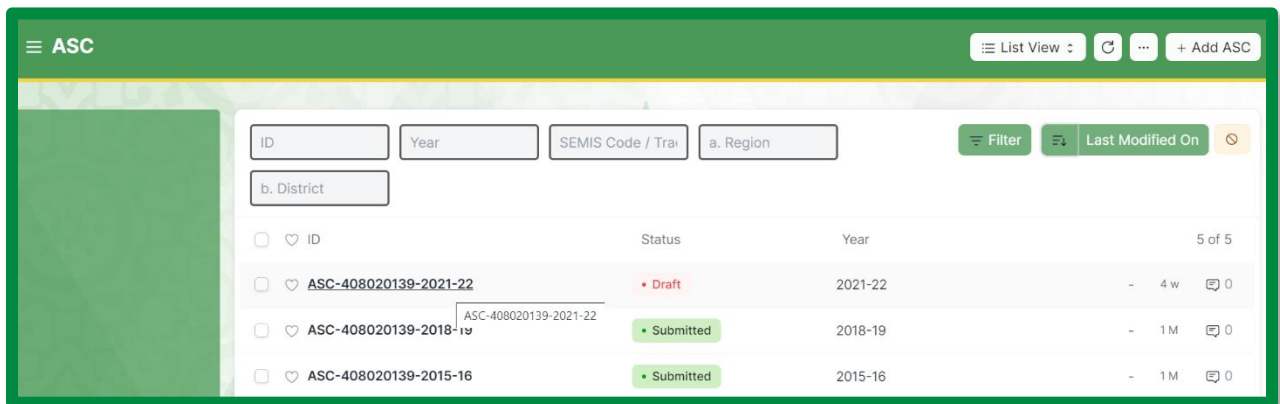 ASC
List View
...
+ Add ASC
ID
Year
SEMIS Code / Tra
a. Region
Filter
Last Modified On
b. District
ID Status Year 5 of 5
ASC-408020139-2021-22 • Draft 2021-22 - 4 w 0
ASC-408020139-2021-22
ASC-408020139-2018-19 • Submitted 2018-19 - 1 M 0
ASC-408020139-2015-16 • Submitted 2015-16 - 1 M 0